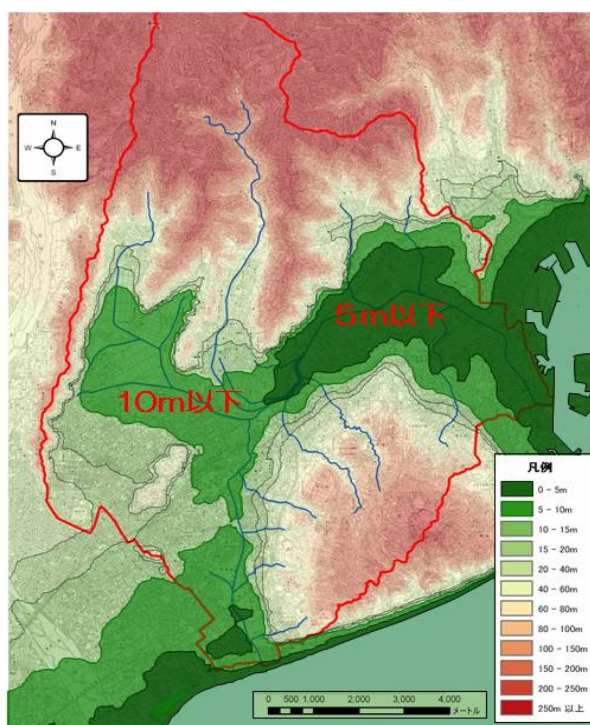 N
W E
S
5m以下
10m以下
凡例
0 - 5m
5 - 10m
10 - 15m
15 - 20m
20 - 40m
40 - 60m
60 - 80m
80 - 100m
100 - 150m
150 - 200m
200 - 250m
250m 以上
0 500 1,000 2,000 3,000 4,000
メートル